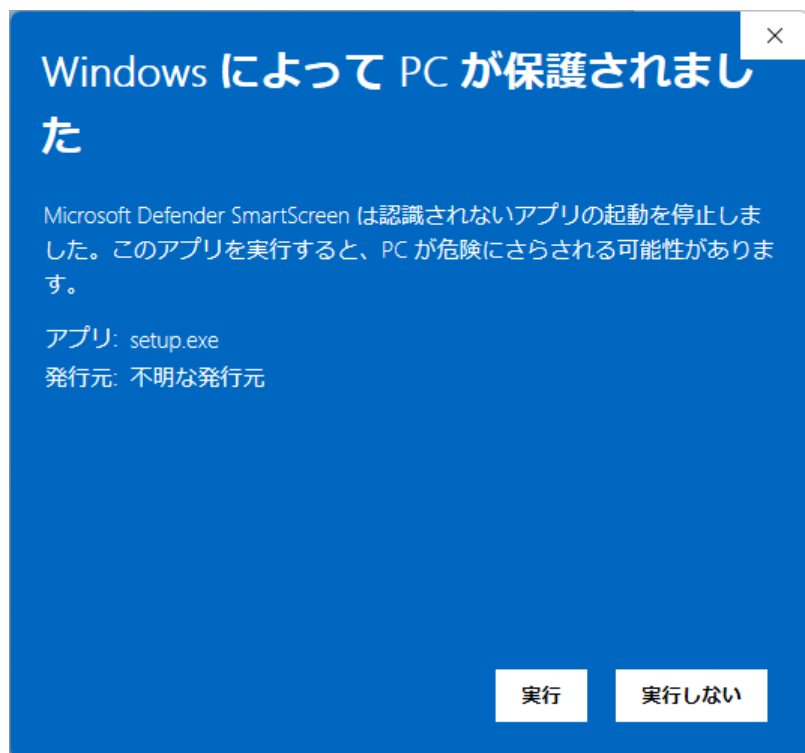 Windows によって PC が保護されまし
た
Microsoft Defender SmartScreen は認識されないアプリの起動を停止しま
した。このアプリを実行すると、PC が危険にさらされる可能性がありま
す。
アプリ: setup.exe
発行元: 不明な発行元
実行 実行しない